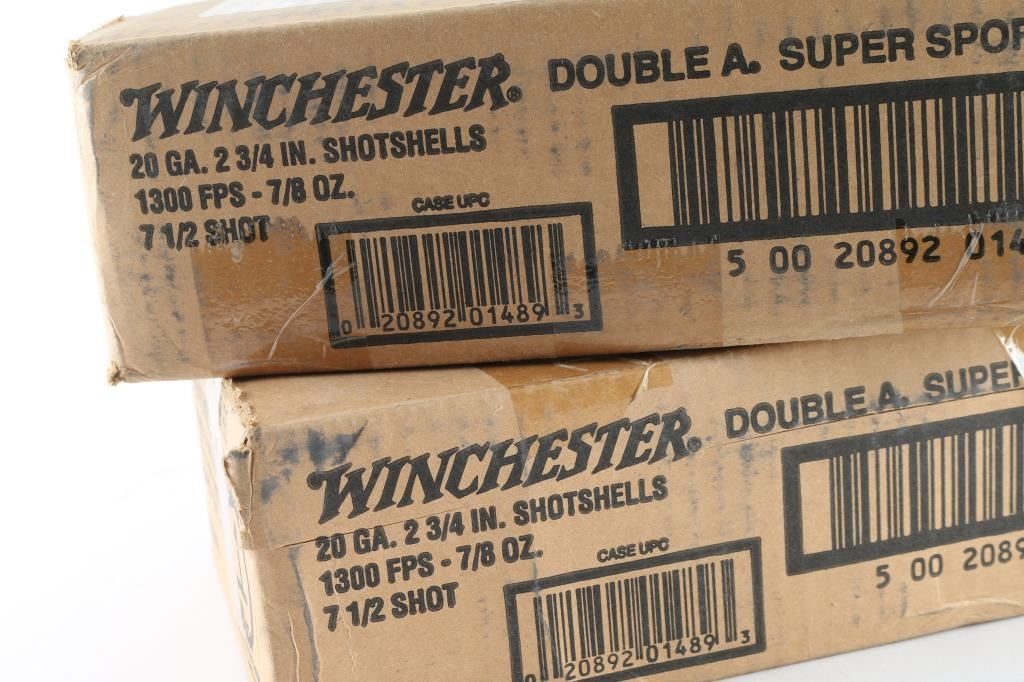 WINCHESTER®
DOUBLE A. SUPER SPOR
20 GA. 2 3/4 IN. SHOTSHELLS
1300 FPS - 7/8 OZ.
7 1/2 SHOT
CASE UPC
0 20892 01489 3
5 00 20892 014
WINCHESTER®
DOUBLE A. SUPER
20 GA. 2 3/4 IN. SHOTSHELLS
1300 FPS - 7/8 OZ.
7 1/2 SHOT
CASE UPC
0 20892 01489 3
5 00 2089